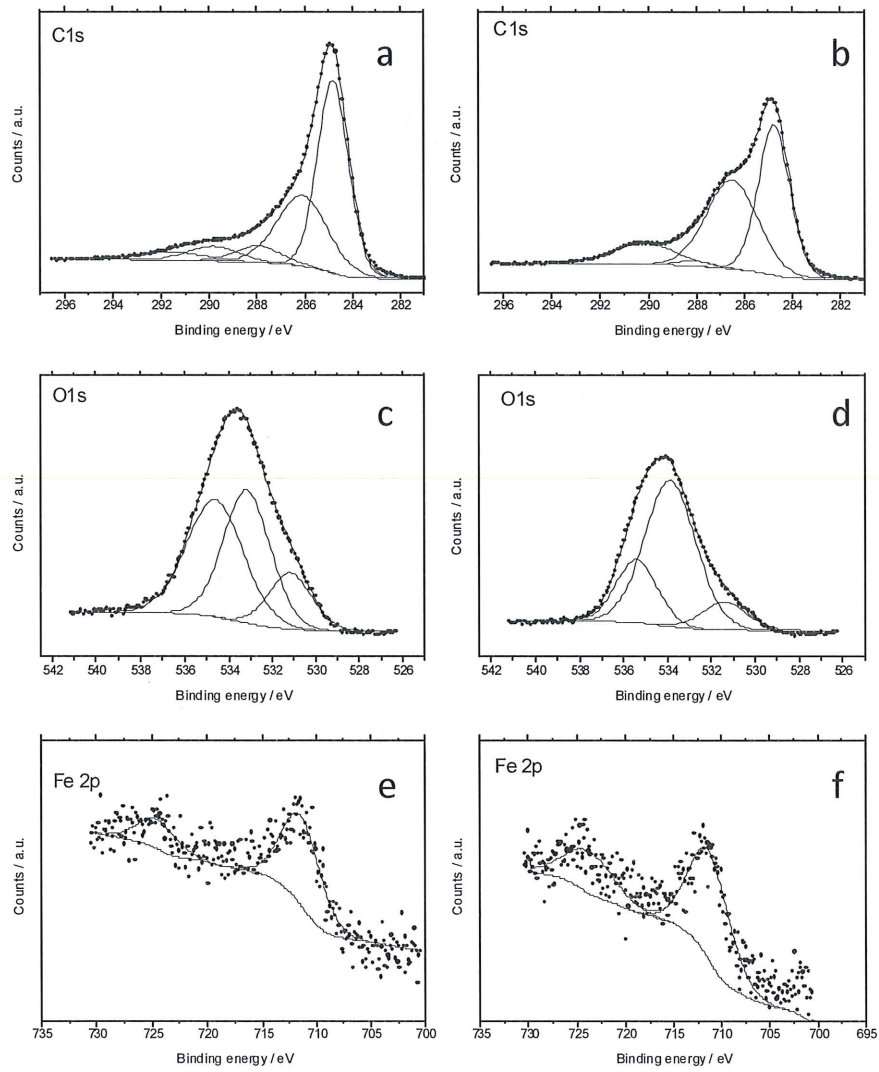 C1s
a
Counts / a.u.
296 294 292 290 288 286 284 282
Binding energy / eV
C1s
b
Counts / a.u.
296 294 292 290 288 286 284 282
Binding energy / eV
O1s
c
Counts / a.u.
542 540 538 536 534 532 530 528 526
Binding energy / eV
O1s
d
Counts / a.u.
542 540 538 536 534 532 530 528 526
Binding energy / eV
Fe 2p
e
Counts / a.u.
735 730 725 720 715 710 705 700
Binding energy / eV
Fe 2p
f
Counts / a.u.
735 730 725 720 715 710 705 700 695
Binding energy / eV